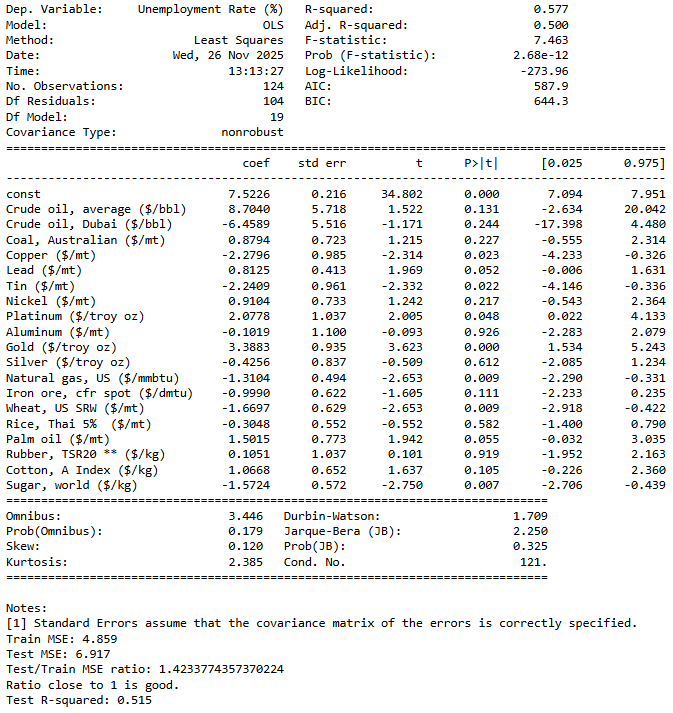 Dep. Variable: Unemployment Rate (%) R-squared: 0.577
Model: OLS Adj. R-squared: 0.500
Method: Least Squares F-statistic: 7.463
Date: Wed, 26 Nov 2025 Prob (F-statistic): 2.68e-12
Time: 13:13:27 Log-Likelihood: -273.96
No. Observations: 124 AIC: 587.9
Df Residuals: 104 BIC: 644.3
Df Model: 19
Covariance Type: nonrobust
==============================================================================================
coef std err t P>|t| [0.025 0.975]
----------------------------------------------------------------------------------------------
const 7.5226 0.216 34.802 0.000 7.094 7.951
Crude oil, average ($/bbl) 8.7040 5.718 1.522 0.131 -2.634 20.042
Crude oil, Dubai ($/bbl) -6.4589 5.516 -1.171 0.244 -17.398 4.480
Coal, Australian ($/mt) 0.8794 0.723 1.215 0.227 -0.555 2.314
Copper ($/mt) -2.2796 0.985 -2.314 0.023 -4.233 -0.326
Lead ($/mt) 0.8125 0.413 1.969 0.052 -0.006 1.631
Tin ($/mt) -2.2409 0.961 -2.332 0.022 -4.146 -0.336
Nickel ($/mt) 0.9104 0.733 1.242 0.217 -0.543 2.364
Platinum ($/troy oz) 2.0778 1.037 2.005 0.048 0.022 4.133
Aluminum ($/mt) -0.1019 1.100 -0.093 0.926 -2.283 2.079
Gold ($/troy oz) 3.3883 0.935 3.623 0.000 1.534 5.243
Silver ($/troy oz) -0.4256 0.837 -0.509 0.612 -2.085 1.234
Natural gas, US ($/mmbtu) -1.3104 0.494 -2.653 0.009 -2.290 -0.331
Iron ore, cfr spot ($/dmtu) -0.9990 0.622 -1.605 0.111 -2.233 0.235
Wheat, US SRW ($/mt) -1.6697 0.629 -2.653 0.009 -2.918 -0.422
Rice, Thai 5% ($/mt) -0.3048 0.552 -0.552 0.582 -1.400 0.790
Palm oil ($/mt) 1.5015 0.773 1.942 0.055 -0.032 3.035
Rubber, TSR20 ** ($/kg) 0.1051 1.037 0.101 0.919 -1.952 2.163
Cotton, A Index ($/kg) 1.0668 0.652 1.637 0.105 -0.226 2.360
Sugar, world ($/kg) -1.5724 0.572 -2.750 0.007 -2.706 -0.439
==============================================================================
Omnibus: 3.446 Durbin-Watson: 1.709
Prob(Omnibus): 0.179 Jarque-Bera (JB): 2.250
Skew: 0.120 Prob(JB): 0.325
Kurtosis: 2.385 Cond. No. 121.
==============================================================================
Notes:
[1] Standard Errors assume that the covariance matrix of the errors is correctly specified.
Train MSE: 4.859
Test MSE: 6.917
Test/Train MSE ratio: 1.4233774357370224
Ratio close to 1 is good.
Test R-squared: 0.515